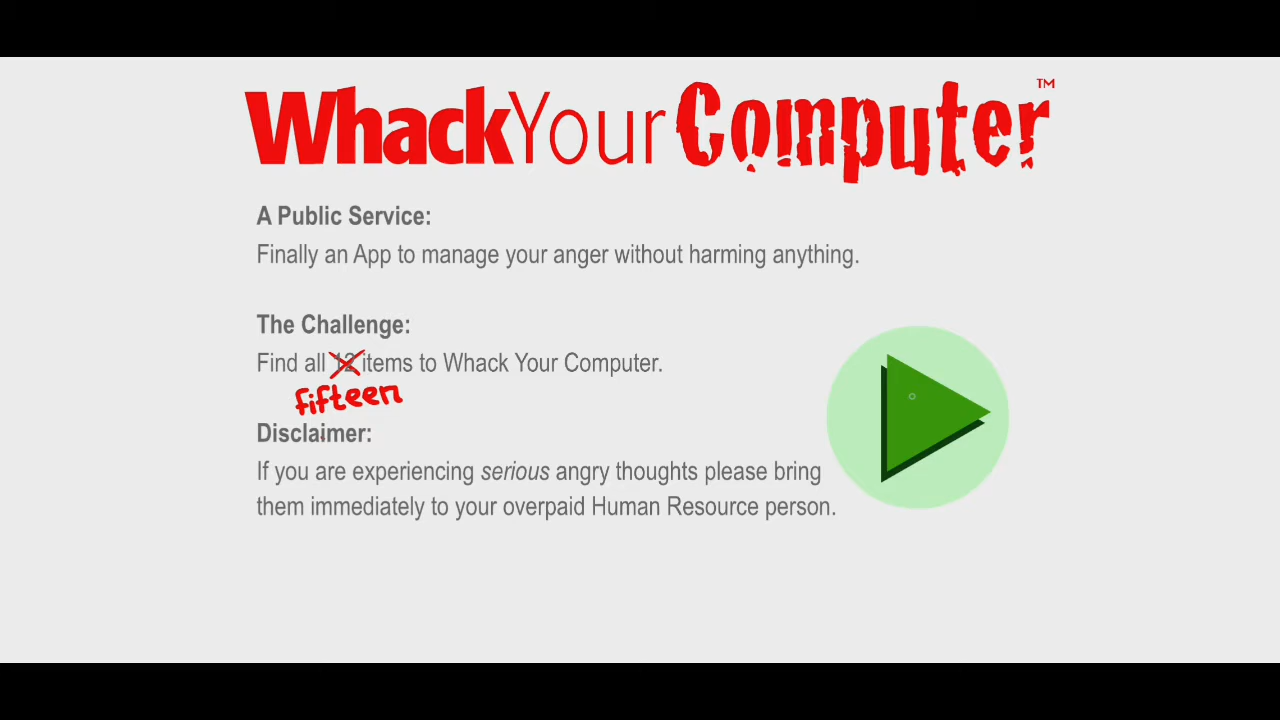 WhackYourComputer™
A Public Service:
Finally an App to manage your anger without harming anything.
The Challenge:
Find all 12 items to Whack Your Computer.
fifteen
Disclaimer:
If you are experiencing serious angry thoughts please bring
them immediately to your overpaid Human Resource person.